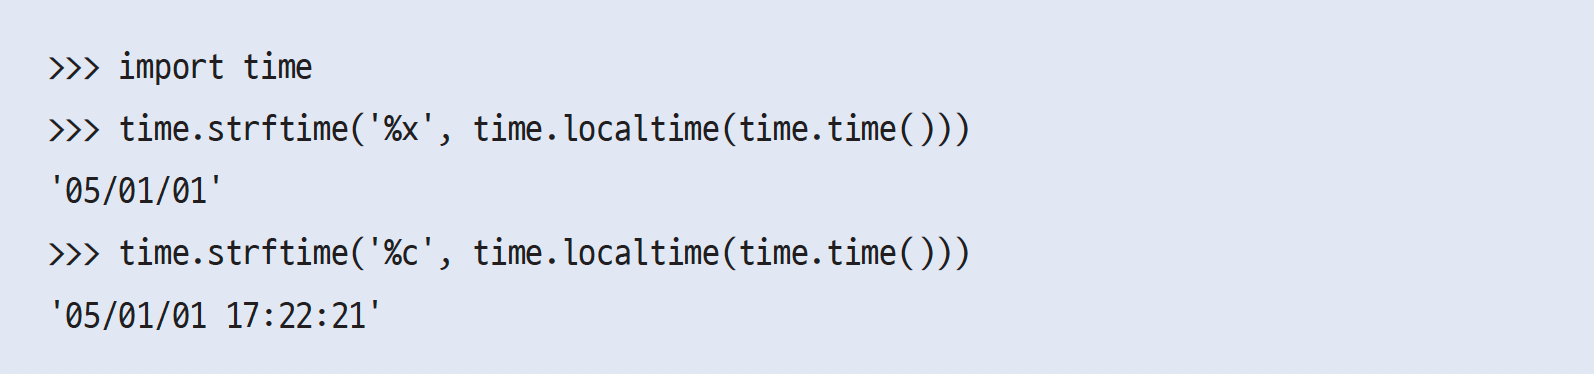 >>> import time
>>> time.strftime('%x', time.localtime(time.time()))
'05/01/01'
>>> time.strftime('%c', time.localtime(time.time()))
'05/01/01 17:22:21'